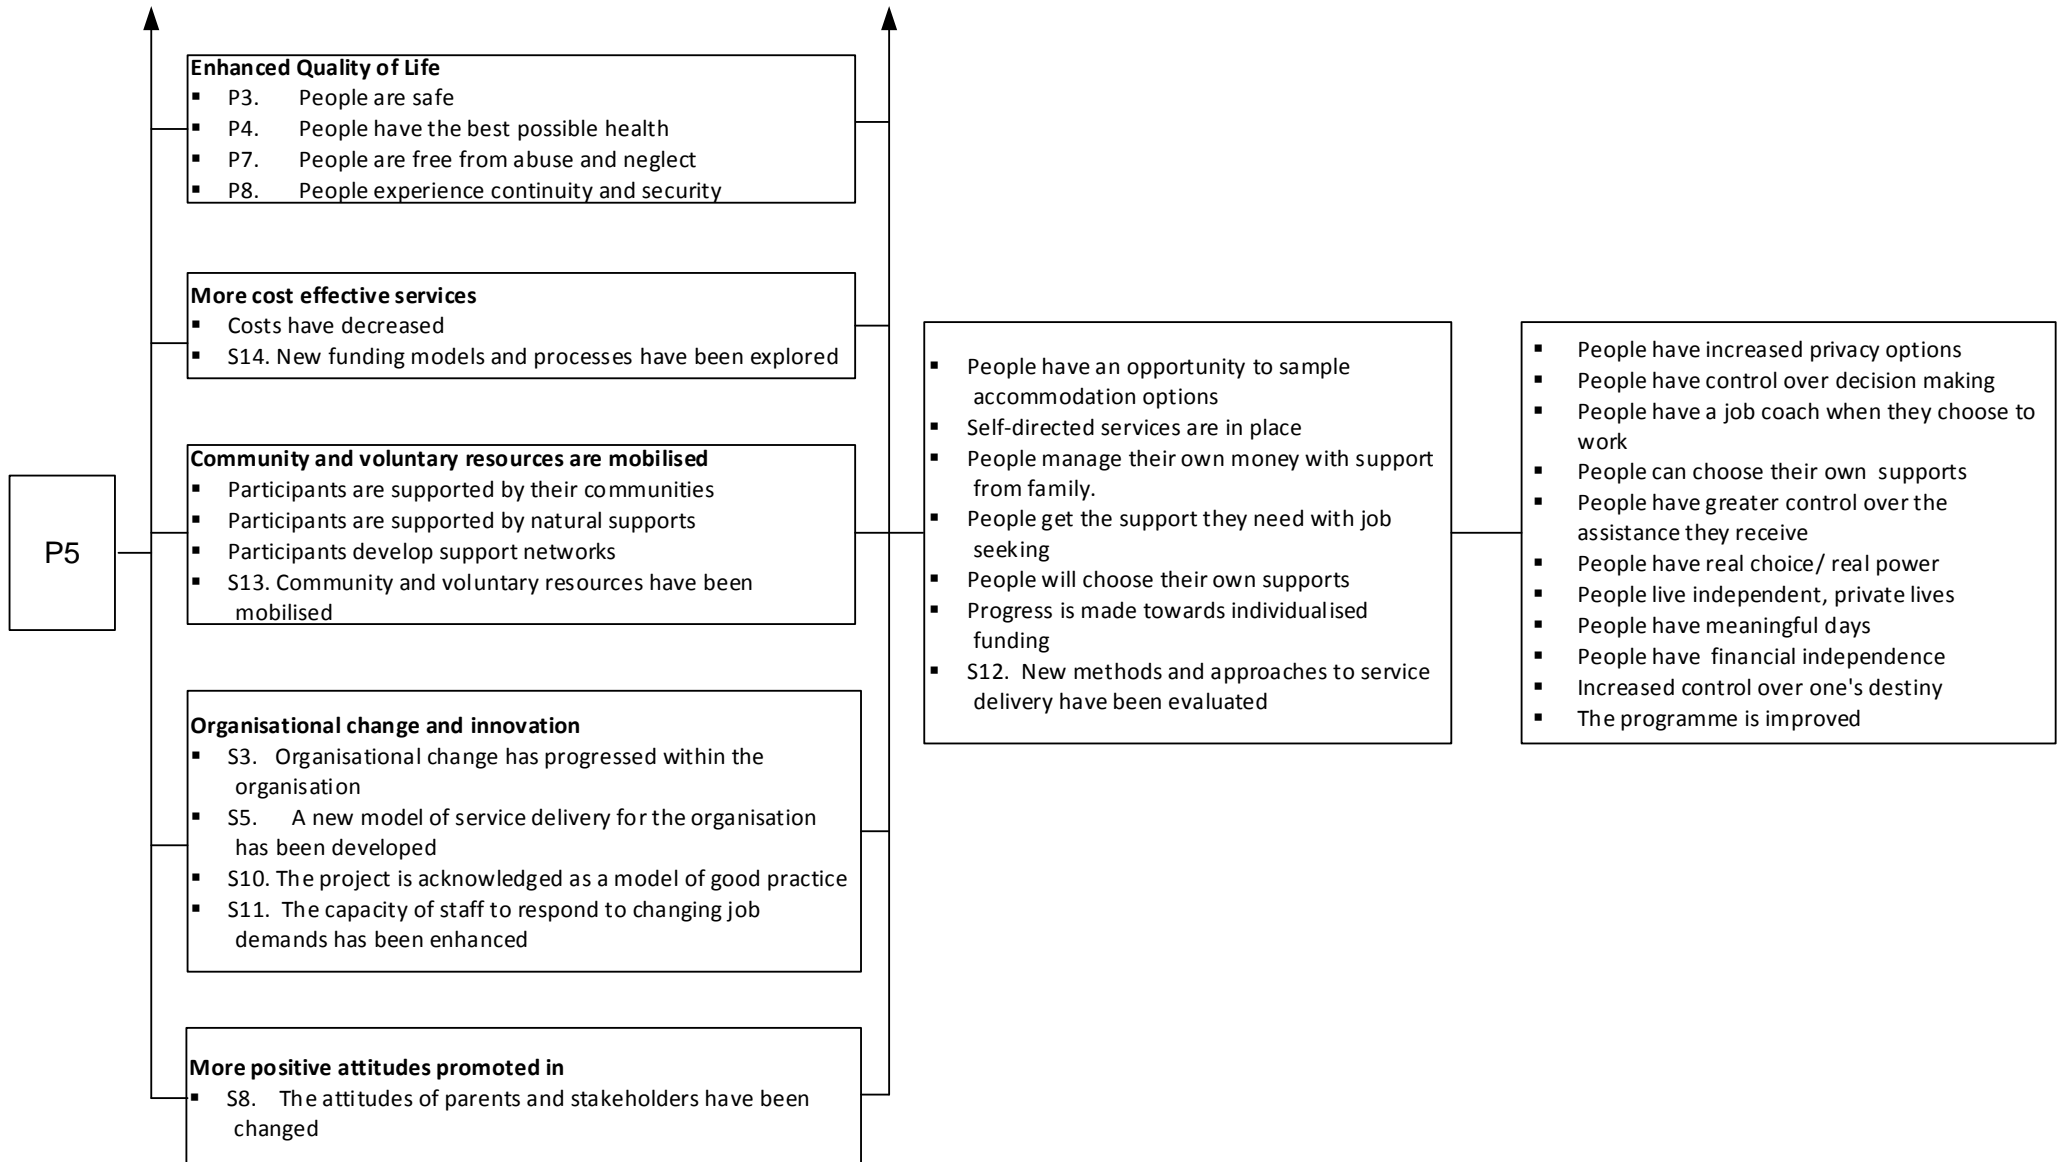 P5
Enhanced Quality of Life
▪ P3. People are safe
▪ P4. People have the best possible health
▪ P7. People are free from abuse and neglect
▪ P8. People experience continuity and security
More cost effective services
▪ Costs have decreased
▪ S14. New funding models and processes have been explored
Community and voluntary resources are mobilised
▪ Participants are supported by their communities
▪ Participants are supported by natural supports
▪ Participants develop support networks
▪ S13. Community and voluntary resources have been
mobilised
Organisational change and innovation
▪ S3. Organisational change has progressed within the
organisation
▪ S5. A new model of service delivery for the organisation
has been developed
▪ S10. The project is acknowledged as a model of good practice
▪ S11. The capacity of staff to respond to changing job
demands has been enhanced
More positive attitudes promoted in
▪ S8. The attitudes of parents and stakeholders have been
changed
▪ People have an opportunity to sample
accommodation options
▪ Self-directed services are in place
▪ People manage their own money with support
from family.
▪ People get the support they need with job
seeking
▪ People will choose their own supports
▪ Progress is made towards individualised
funding
▪ S12. New methods and approaches to service
delivery have been evaluated
▪ People have increased privacy options
▪ People have control over decision making
▪ People have a job coach when they choose to
work
▪ People can choose their own supports
▪ People have greater control over the
assistance they receive
▪ People have real choice/ real power
▪ People live independent, private lives
▪ People have meaningful days
▪ People have financial independence
▪ Increased control over one's destiny
▪ The programme is improved